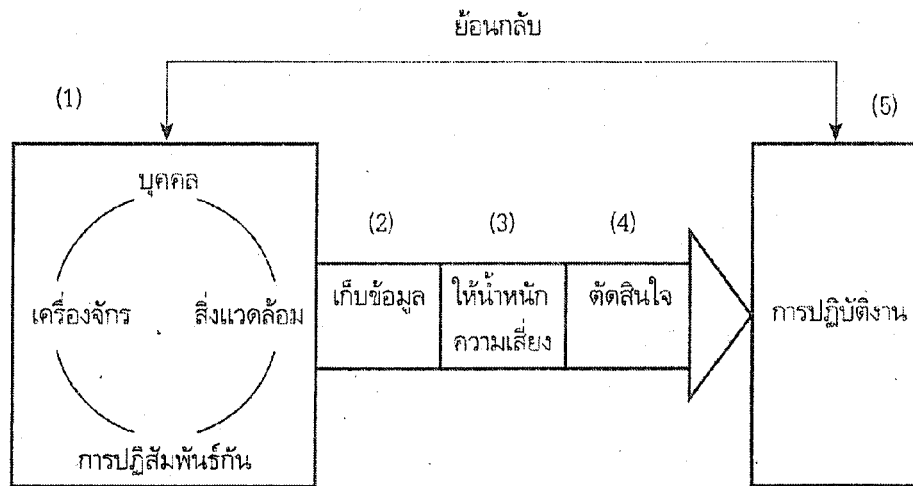 ย้อนกลับ
(1)
(5)
บุคคล
(2)
(3)
(4)
เครื่องจักร
สิ่งแวดล้อม
เก็บข้อมูล
ให้น้ำหนัก
ความเสี่ยง
ตัดสินใจ
การปฏิบัติงาน
การปฏิสัมพันธ์กัน